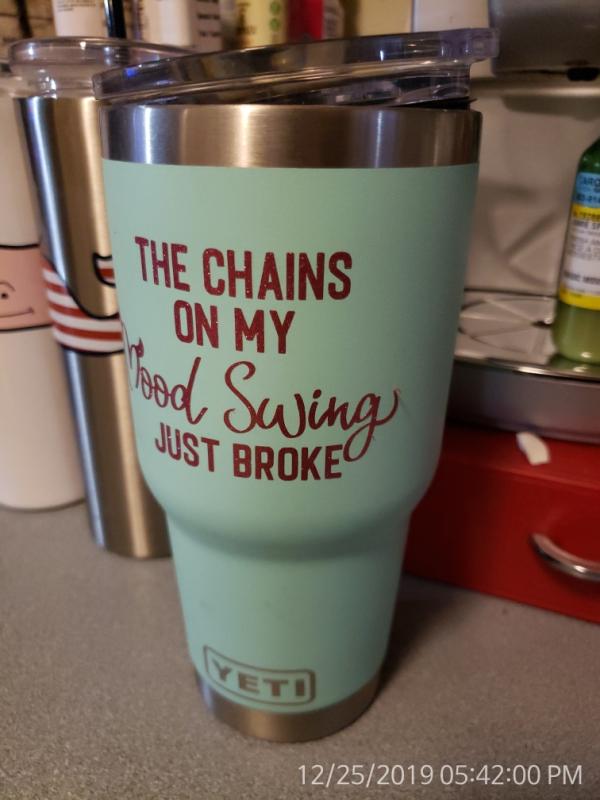 THE CHAINS
ON MY
Mood Swing
JUST BROKE
YETI
12/25/2019 05:42:00 PM